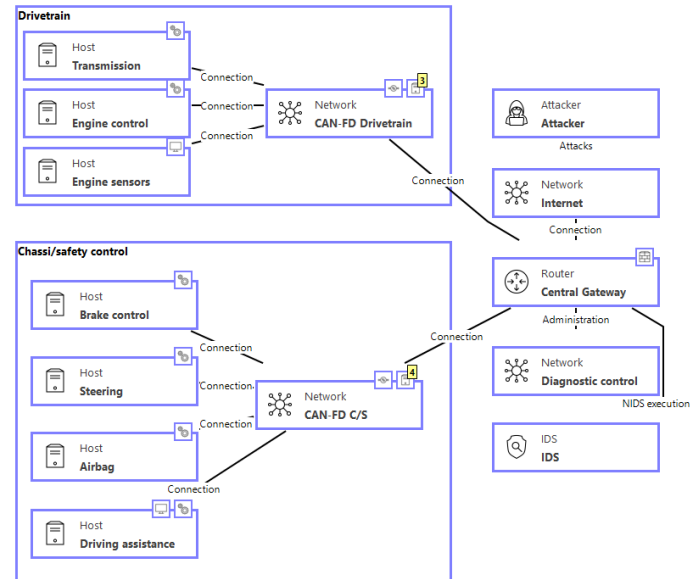 Drivetrain
Host
Transmission
Connection
Host
Engine control
Connection
Host
Engine sensors
Connection
3
Network
CAN-FD Drivetrain
Connection
Attacker
Attacker
Attacks
Network
Internet
Connection
Router
Central Gateway
Administration
Network
Diagnostic control
NIDS execution
IDS
IDS
Chassi/safety control
Host
Brake control
Connection
Host
Steering
Connection
Host
Airbag
Connection
Host
Driving assistance
Connection
4
Network
CAN-FD C/S
Connection